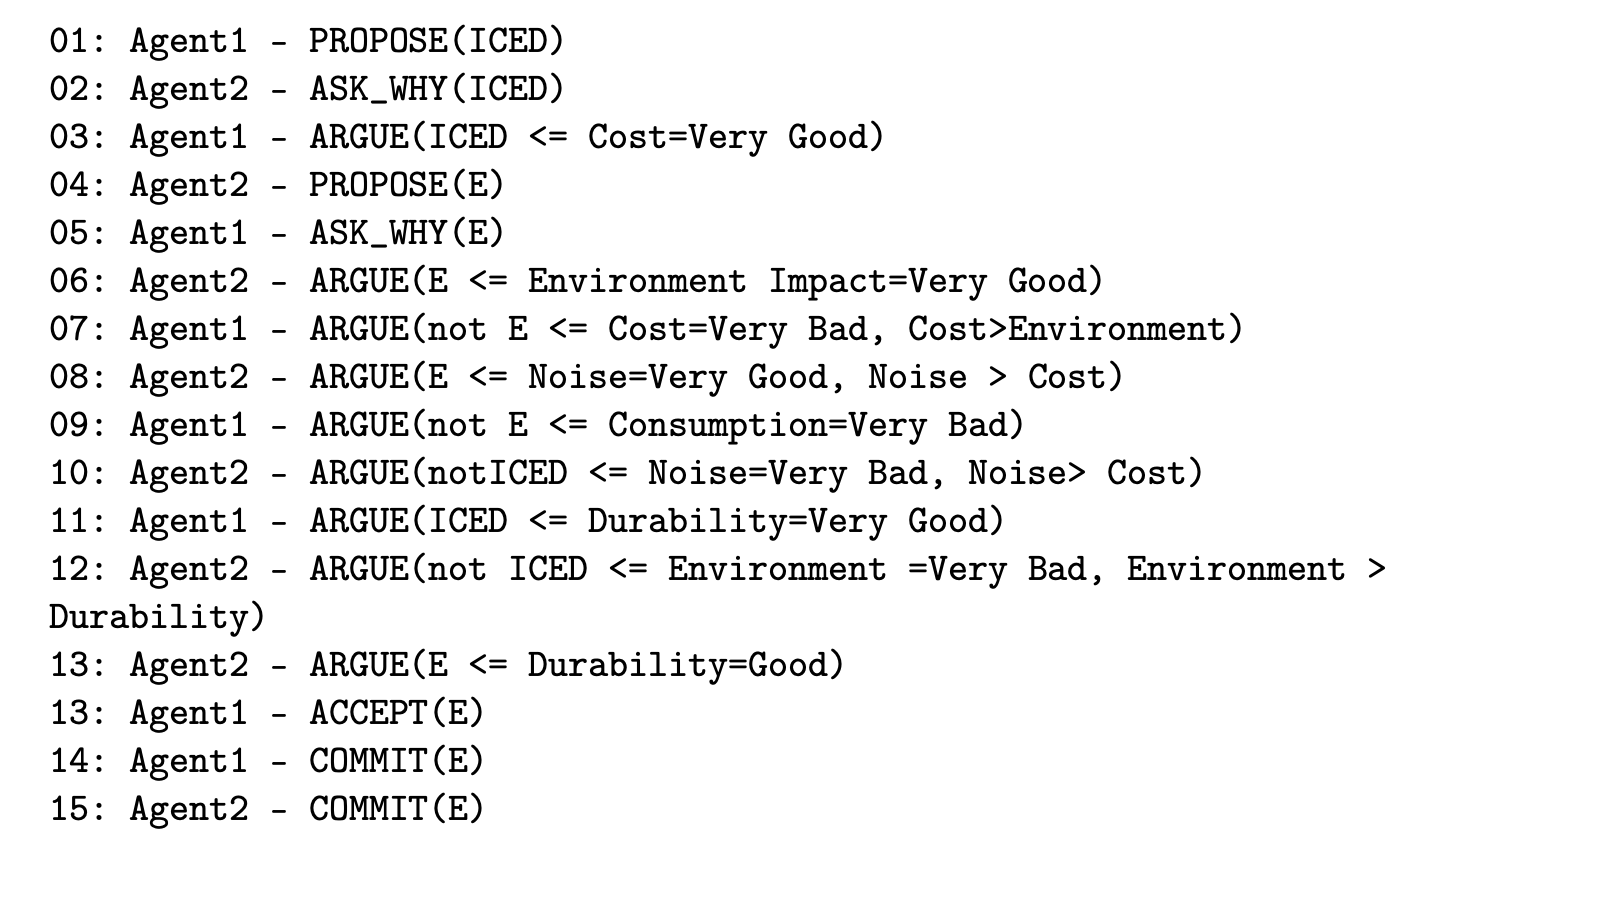 01: Agent1 - PROPOSE(ICED)
02: Agent2 - ASK_WHY(ICED)
03: Agent1 - ARGUE(ICED <= Cost=Very Good)
04: Agent2 - PROPOSE(E)
05: Agent1 - ASK_WHY(E)
06: Agent2 - ARGUE(E <= Environment Impact=Very Good)
07: Agent1 - ARGUE(not E <= Cost=Very Bad, Cost>Environment)
08: Agent2 - ARGUE(E <= Noise=Very Good, Noise > Cost)
09: Agent1 - ARGUE(not E <= Consumption=Very Bad)
10: Agent2 - ARGUE(notICED <= Noise=Very Bad, Noise> Cost)
11: Agent1 - ARGUE(ICED <= Durability=Very Good)
12: Agent2 - ARGUE(not ICED <= Environment =Very Bad, Environment >
Durability)
13: Agent2 - ARGUE(E <= Durability=Good)
13: Agent1 - ACCEPT(E)
14: Agent1 - COMMIT(E)
15: Agent2 - COMMIT(E)